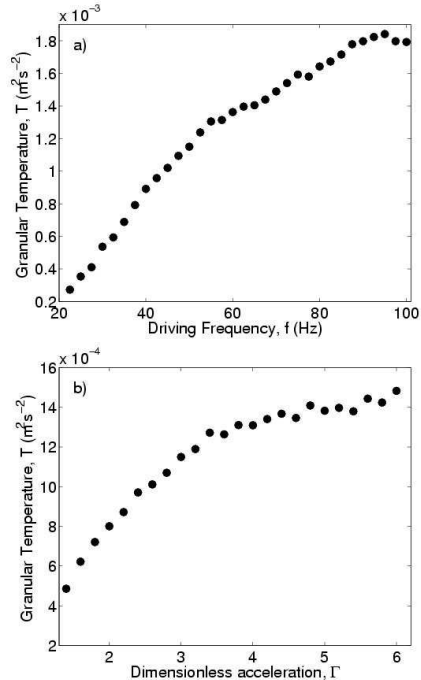 x 10⁻³
a)
1.8
1.6
1.4
1.2
1
0.8
0.6
0.4
0.2
Granular Temperature, T (m²s⁻²)
20 40 60 80 100
Driving Frequency, f (Hz)
x 10⁻⁴
b)
16
14
12
10
8
6
4
2
Granular Temperature, T (m²s⁻²)
2 3 4 5 6
Dimensionless acceleration, Γ